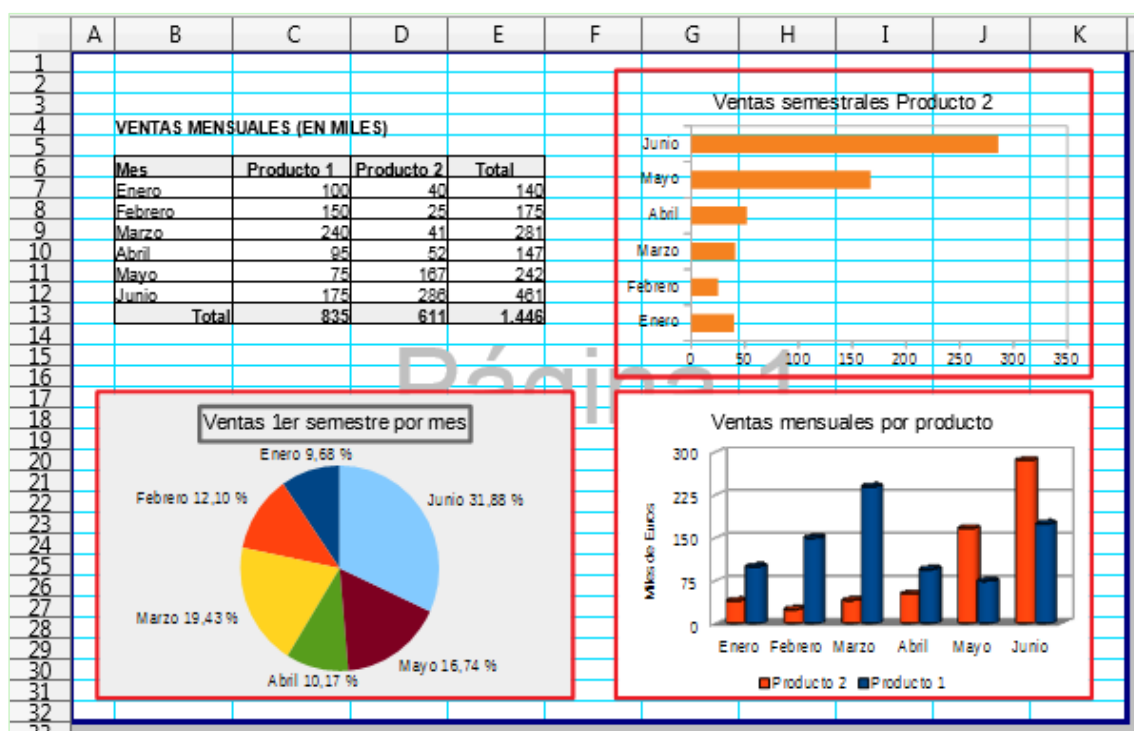 A B C D E F G H I J K
1
2
3
4
5
6
7
8
9
10
11
12
13
14
15
16
17
18
19
20
21
22
23
24
25
26
27
28
29
30
31
32
33
VENTAS MENSUALES (EN MILES)
Mes Producto 1 Producto 2 Total
Enero 100 40 140
Febrero 150 25 175
Marzo 240 41 281
Abril 95 52 147
Mayo 75 167 242
Junio 175 286 461
Total 835 611 1.446
Ventas semestrales Producto 2
Junio
Mayo
Abril
Marzo
Febrero
Enero
0 50 100 150 200 250 300 350
Página 1
Ventas 1er semestre por mes
Enero 9,68 %
Febrero 12,10 %
Junio 31,88 %
Marzo 19,43 %
Mayo 16,74 %
Abril 10,17 %
Ventas mensuales por producto
Miles de Euros
300
225
150
75
0
Enero Febrero Marzo Abril Mayo Junio
Producto 2 Producto 1